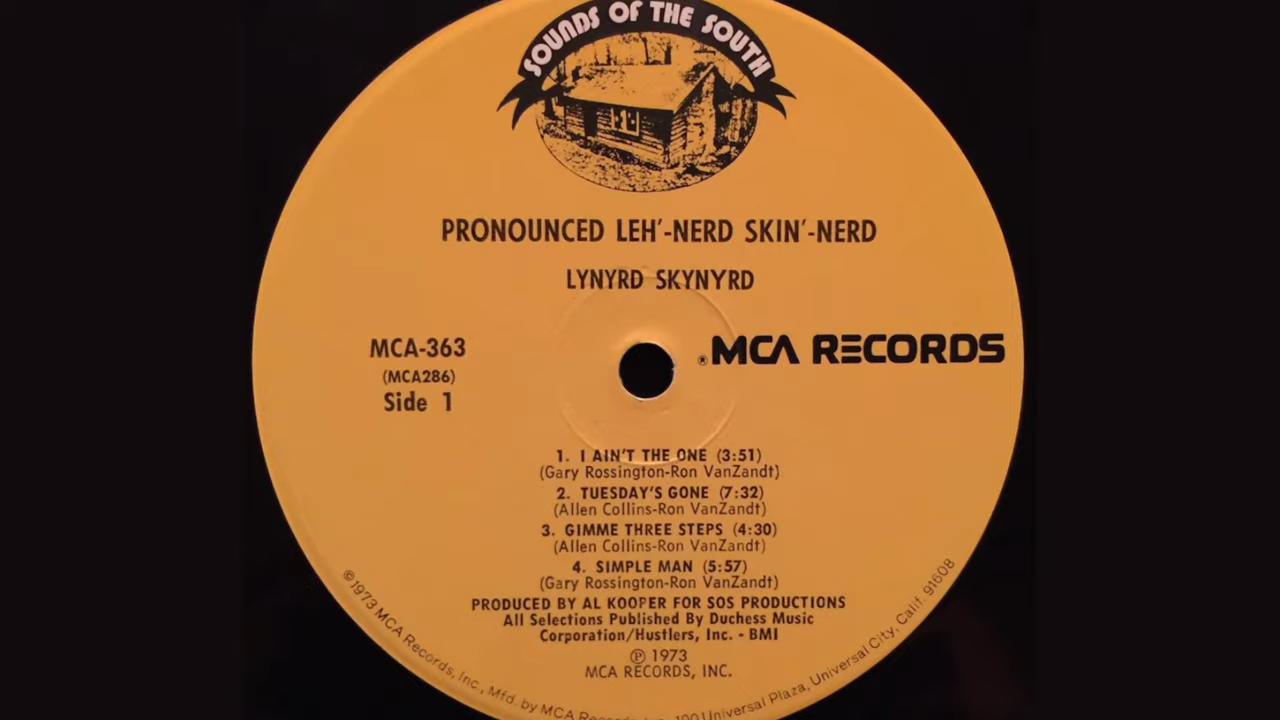 SOUNDS OF THE SOUTH
PRONOUNCED LEH'-NERD SKIN'-NERD
LYNYRD SKYNYRD
MCA-363
(MCA286)
Side 1
® MCA RECORDS
1. I AIN'T THE ONE (3:51)
(Gary Rossington-Ron VanZandt)
2. TUESDAY'S GONE (7:32)
(Allen Collins-Ron VanZandt)
3. GIMME THREE STEPS (4:30)
(Allen Collins-Ron VanZandt)
4. SIMPLE MAN (5:57)
(Gary Rossington-Ron VanZandt)
PRODUCED BY AL KOOPER FOR SOS PRODUCTIONS
All Selections Published By Duchess Music
Corporation/Hustlers, Inc. - BMI
℗ 1973
MCA RECORDS, INC.
©1973 MCA Records, Inc., Mfd. by MCA Records, Inc., 100 Universal Plaza, Universal City, Calif. 91608